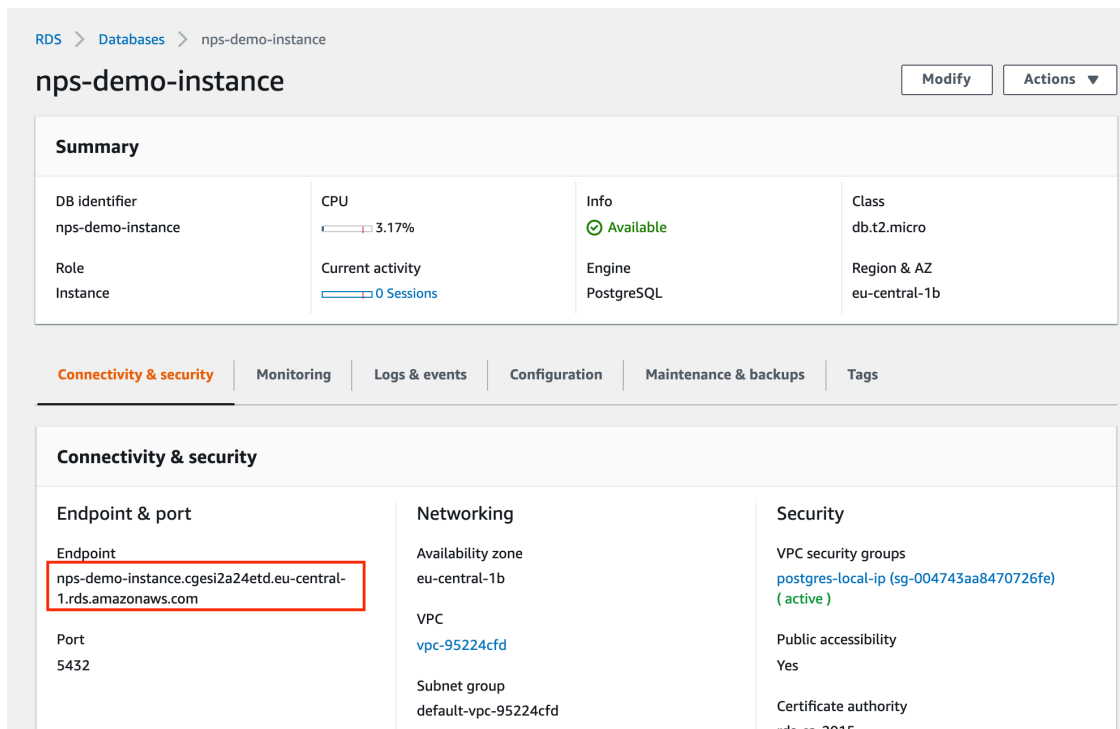 RDS > Databases > nps-demo-instance
nps-demo-instance
Modify
Actions
Summary
DB identifier
nps-demo-instance
CPU
3.17%
Info
Available
Class
db.t2.micro
Role
Instance
Current activity
0 Sessions
Engine
PostgreSQL
Region & AZ
eu-central-1b
Connectivity & security
Monitoring
Logs & events
Configuration
Maintenance & backups
Tags
Connectivity & security
Endpoint & port
Endpoint
nps-demo-instance.cgesi2a24etd.eu-central-
1.rds.amazonaws.com
Port
5432
Networking
Availability zone
eu-central-1b
VPC
vpc-95224cfd
Subnet group
default-vpc-95224cfd
Security
VPC security groups
postgres-local-ip (sg-004743aa8470726fe)
( active )
Public accessibility
Yes
Certificate authority